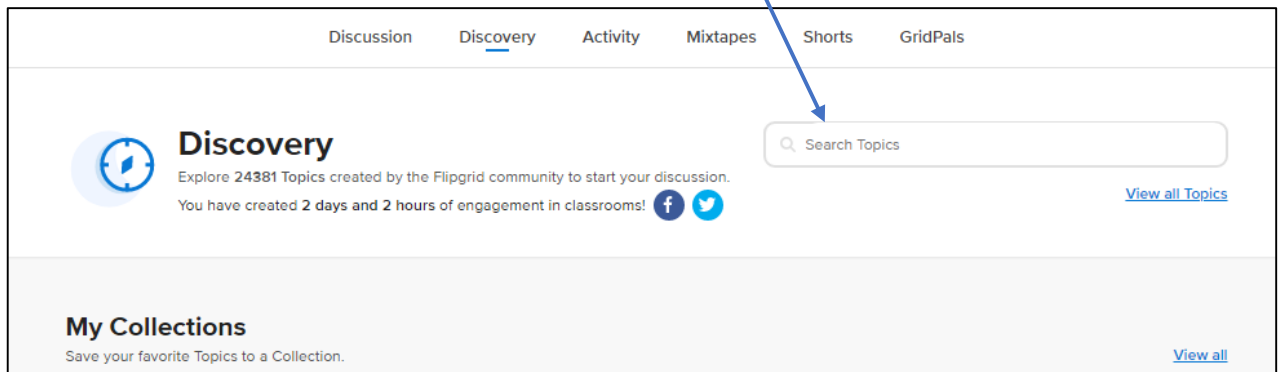 Discussion Discovery Activity Mixtapes Shorts GridPals
Discovery
Explore 24381 Topics created by the Flipgrid community to start your discussion.
You have created 2 days and 2 hours of engagement in classrooms!
Search Topics
View all Topics
My Collections
Save your favorite Topics to a Collection.
View all